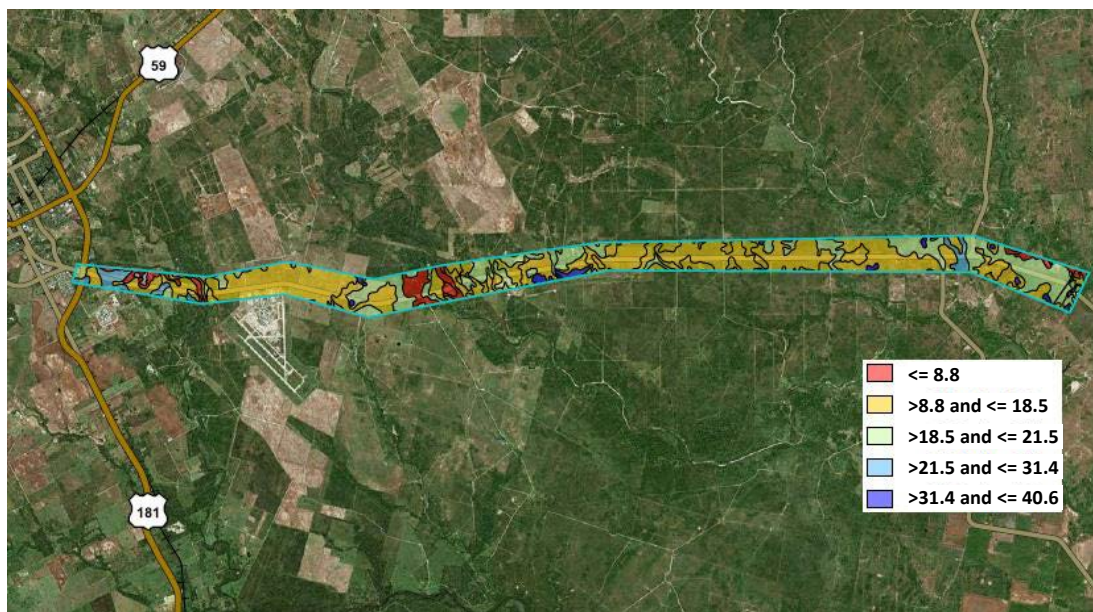 59
<= 8.8
>8.8 and <= 18.5
>18.5 and <= 21.5
>21.5 and <= 31.4
>31.4 and <= 40.6
181